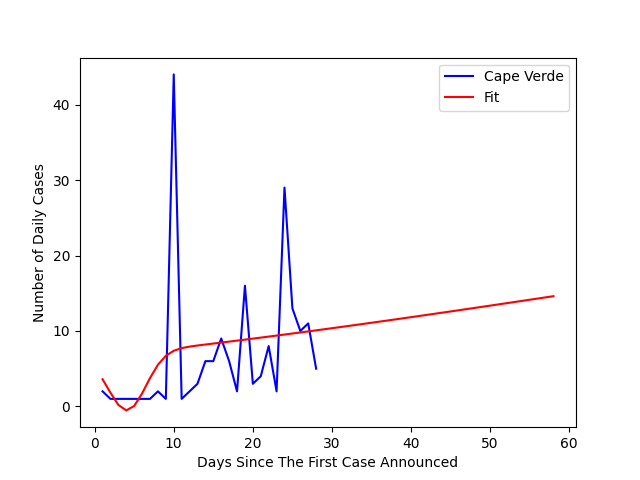 Cape Verde
Fit
40
30
20
10
0
Number of Daily Cases
0 10 20 30 40 50 60
Days Since The First Case Announced